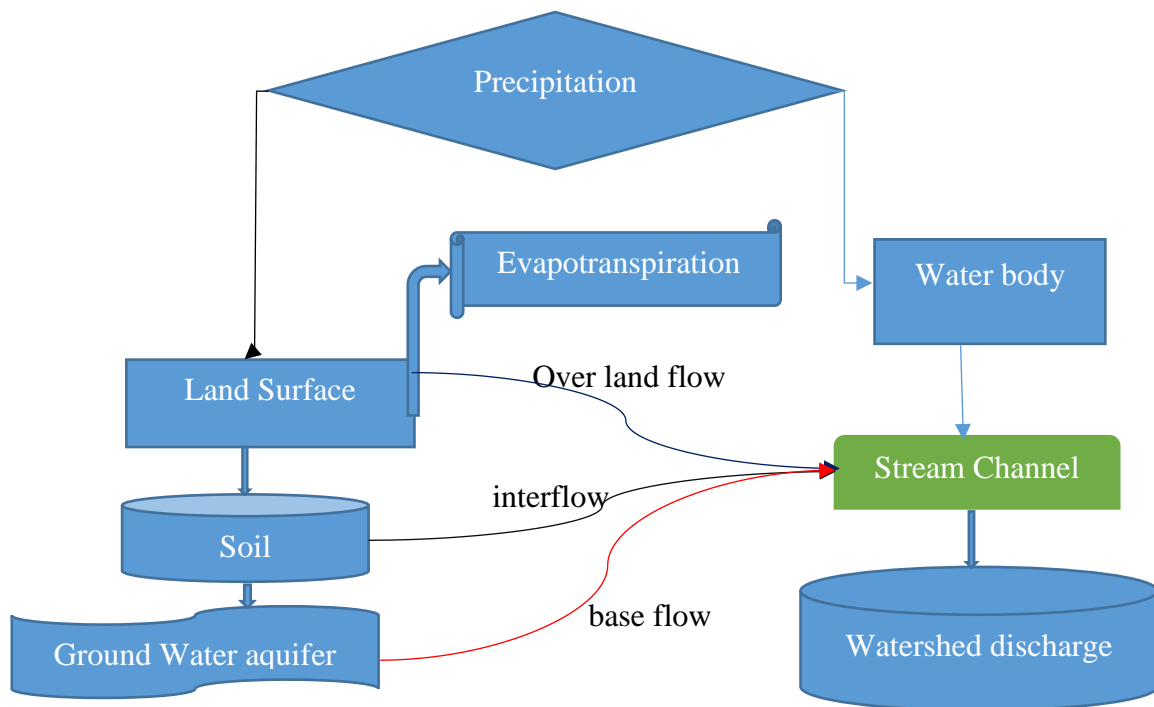 Precipitation
Evapotranspiration
Water body
Land Surface
Over land flow
Stream Channel
interflow
Soil
base flow
Ground Water aquifer
Watershed discharge